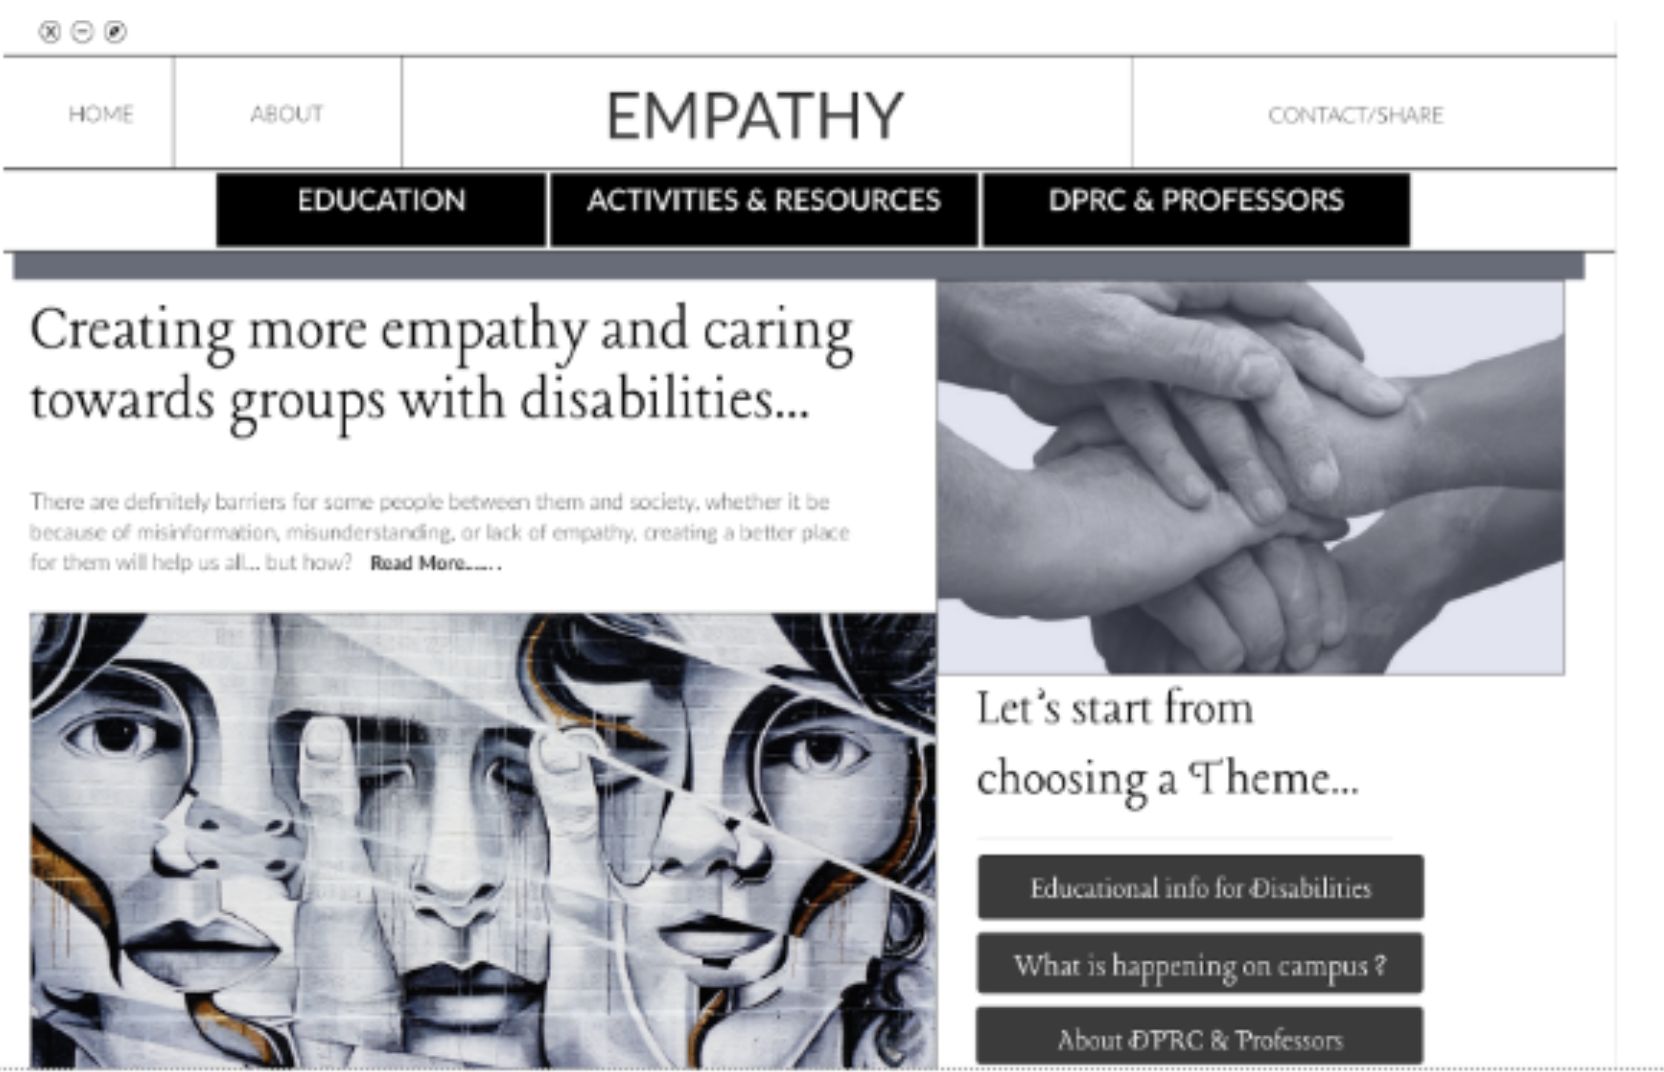 HOME
ABOUT
EMPATHY
CONTACT/SHARE
EDUCATION
ACTIVITIES & RESOURCES
DPRC & PROFESSORS
Creating more empathy and caring
towards groups with disabilities...
There are definitely barriers for some people between them and society, whether it be
because of misinformation, misunderstanding, or lack of empathy, creating a better place
for them will help us all... but how? Read More.......
Let's start from
choosing a Theme...
Educational info for Disabilities
What is happening on campus ?
About DPRC & Professors